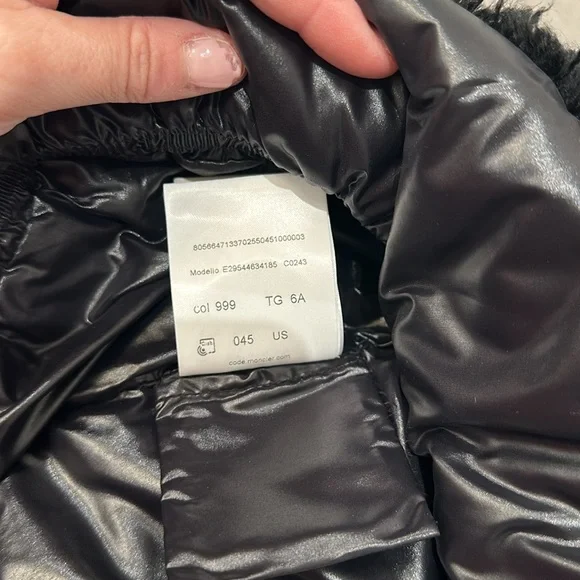 8056647133702550451000003
Modello E29544634185 C0243
col 999 TG 6A
045 US
code.moncler.com